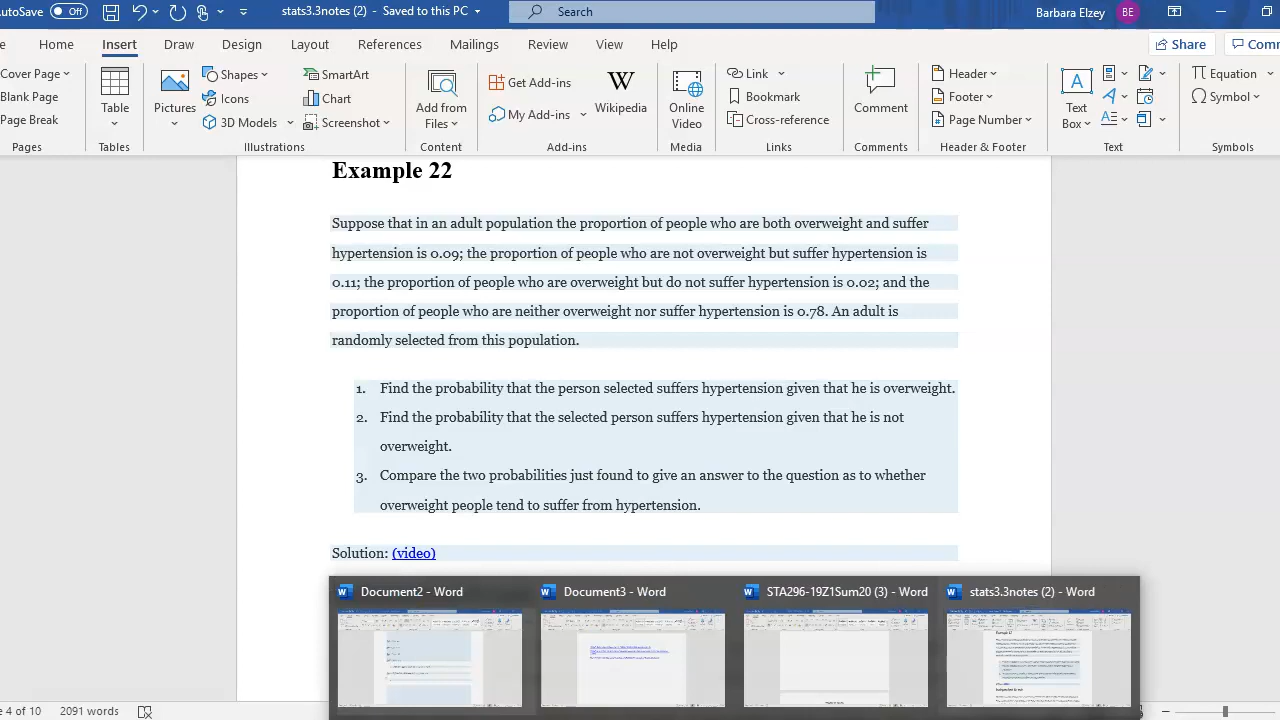 AutoSave Off stats3.3notes (2) - Saved to this PC Search Barbara Elzey BE
Home Insert Draw Design Layout References Mailings Review View Help Share Comm
Cover Page
Blank Page
Page Break
Pages
Table
Tables
Pictures
Shapes
Icons
3D Models
SmartArt
Chart
Screenshot
Illustrations
Add from
Files
Content
Get Add-ins
My Add-ins
W
Wikipedia
Add-ins
Online
Video
Media
Link
Bookmark
Cross-reference
Links
Comment
Comments
Header
Footer
Page Number
Header & Footer
A
Text
Box
Text
Equation
Symbol
Symbols
Example 22
Suppose that in an adult population the proportion of people who are both overweight and suffer
hypertension is 0.09; the proportion of people who are not overweight but suffer hypertension is
0.11; the proportion of people who are overweight but do not suffer hypertension is 0.02; and the
proportion of people who are neither overweight nor suffer hypertension is 0.78. An adult is
randomly selected from this population.
1. Find the probability that the person selected suffers hypertension given that he is overweight.
2. Find the probability that the selected person suffers hypertension given that he is not
overweight.
3. Compare the two probabilities just found to give an answer to the question as to whether
overweight people tend to suffer from hypertension.
Solution: (video)
Document2 - Word Document3 - Word STA296-19Z1Sum20 (3) - Word stats3.3notes (2) - Word
e 4 of 10 2091 words